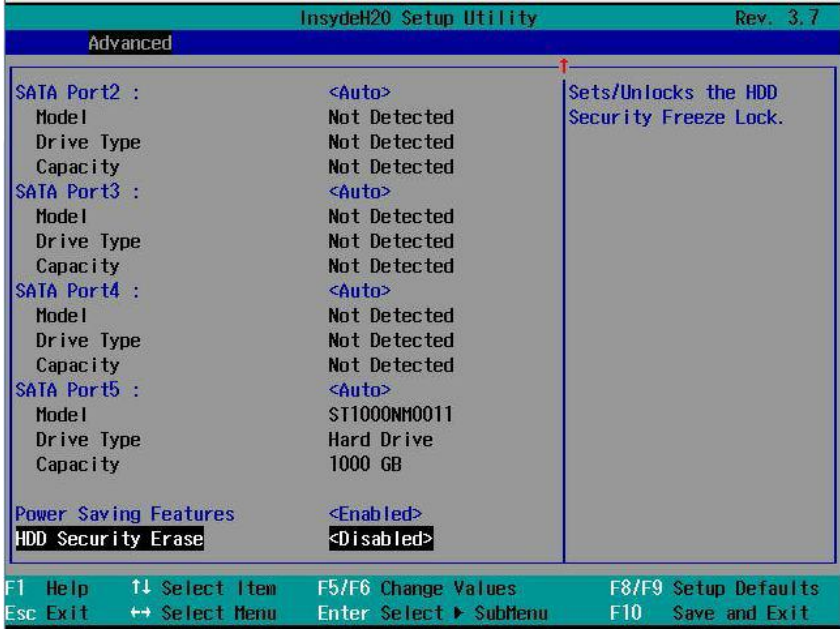 InsydeH2O Setup Utility Rev. 3.7
Advanced
SATA Port2 : <Auto> Sets/Unlocks the HDD
Model Not Detected Security Freeze Lock.
Drive Type Not Detected
Capacity Not Detected
SATA Port3 : <Auto>
Model Not Detected
Drive Type Not Detected
Capacity Not Detected
SATA Port4 : <Auto>
Model Not Detected
Drive Type Not Detected
Capacity Not Detected
SATA Port5 : <Auto>
Model ST1000NM0011
Drive Type Hard Drive
Capacity 1000 GB
Power Saving Features <Enabled>
HDD Security Erase <Disabled>
F1 Help ↑↓ Select Item F5/F6 Change Values F8/F9 Setup Defaults
Esc Exit ↔ Select Menu Enter Select ▶ SubMenu F10 Save and Exit